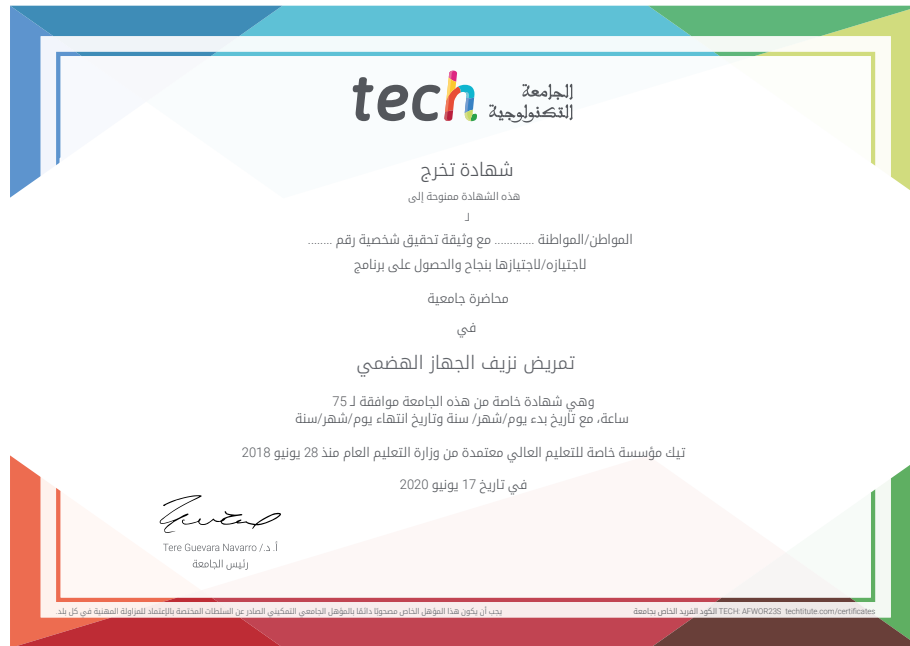 tech الجامعة
التكنولوجية
شهادة تخرج
هذه الشهادة ممنوحة إلى
لـ
المواطن/المواطنة ............ مع وثيقة تحقيق شخصية رقم ........
لاجتيازه/لاجتيازها بنجاح والحصول على برنامج
محاضرة جامعية
في
تمريض نزيف الجهاز الهضمي
وهي شهادة خاصة من هذه الجامعة موافقة لـ 75
ساعة، مع تاريخ بدء يوم/شهر/ سنة وتاريخ انتهاء يوم/شهر/سنة
تيك مؤسسة خاصة للتعليم العالي معتمدة من وزارة التعليم العام منذ 28 يونيو 2018
في تاريخ 17 يونيو 2020
أ. د./ Tere Guevara Navarro
رئيس الجامعة
يجب أن يكون هذا المؤهل الخاص مصحوبًا دائمًا بالمؤهل الجامعي التمكيني الصادر عن السلطات المختصة بالإعتماد للمزاولة المهنية في كل بلد.
الكود الفريد الخاص بجامعة TECH: AFWOR23S techtitute.com/certificates